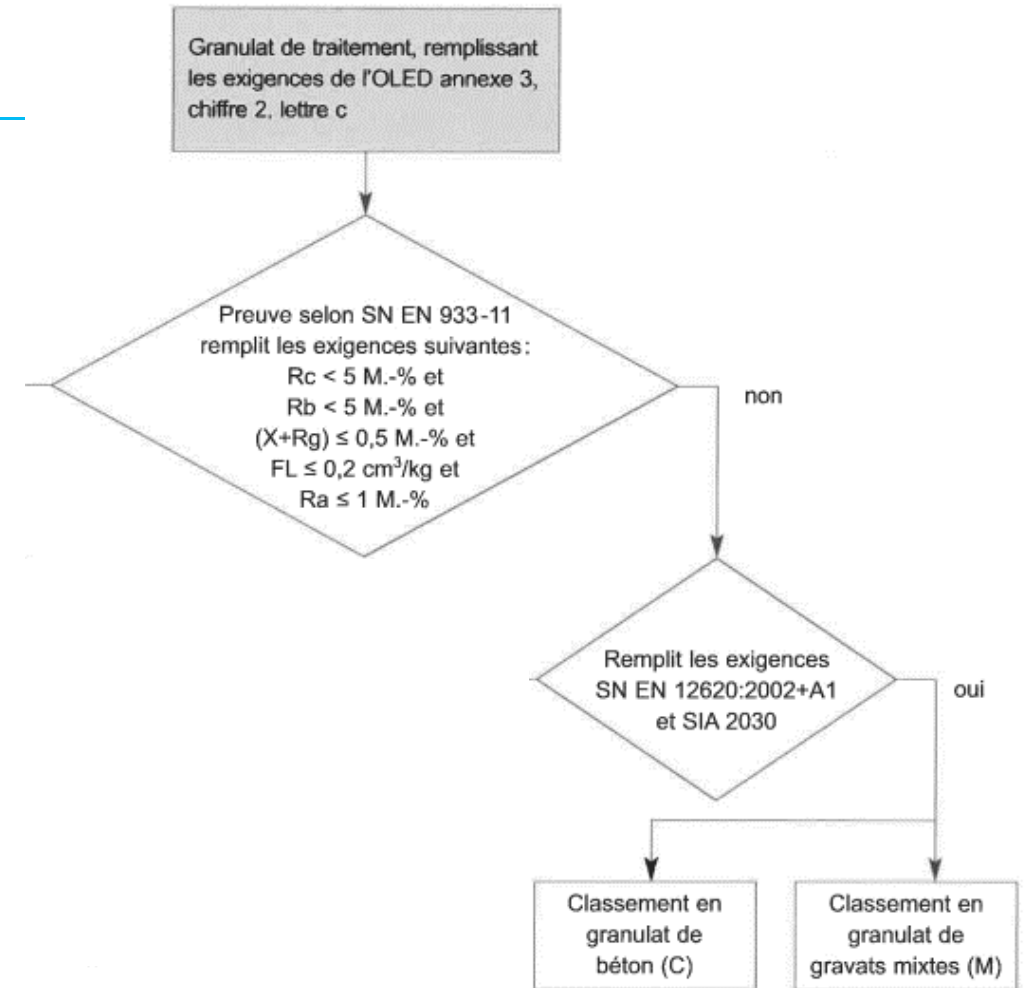 Granulat de traitement, remplissant
les exigences de l'OLED annexe 3,
chiffre 2, lettre c
Preuve selon SN EN 933-11
remplit les exigences suivantes:
Rc < 5 M.-% et
Rb < 5 M.-% et
(X+Rg) ≤ 0,5 M.-% et
FL ≤ 0,2 cm³/kg et
Ra ≤ 1 M.-%
non
Remplit les exigences
SN EN 12620:2002+A1
et SIA 2030
oui
Classement en
granulat de
béton (C)
Classement en
granulat de
gravats mixtes (M)